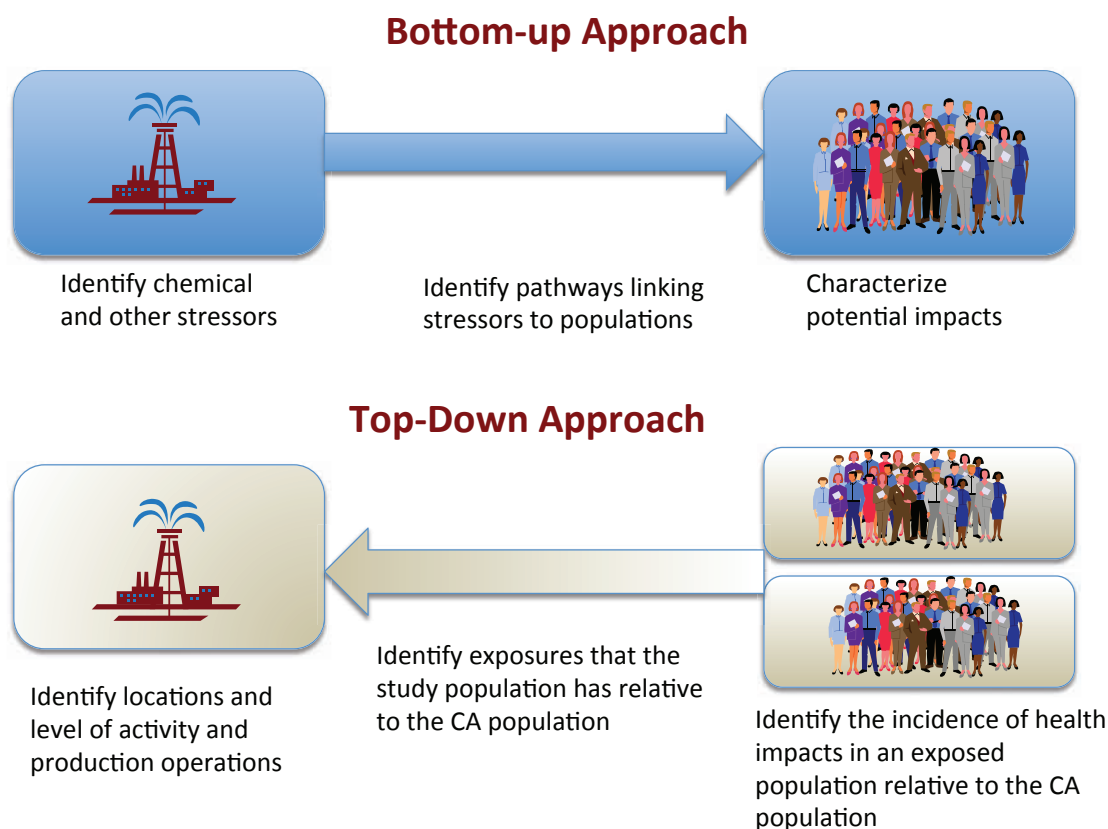 Bottom-up Approach
Identify chemical
and other stressors
Identify pathways linking
stressors to populations
Characterize
potential impacts
Top-Down Approach
Identify locations and
level of activity and
production operations
Identify exposures that the
study population has relative
to the CA population
Identify the incidence of health
impacts in an exposed
population relative to the CA
population